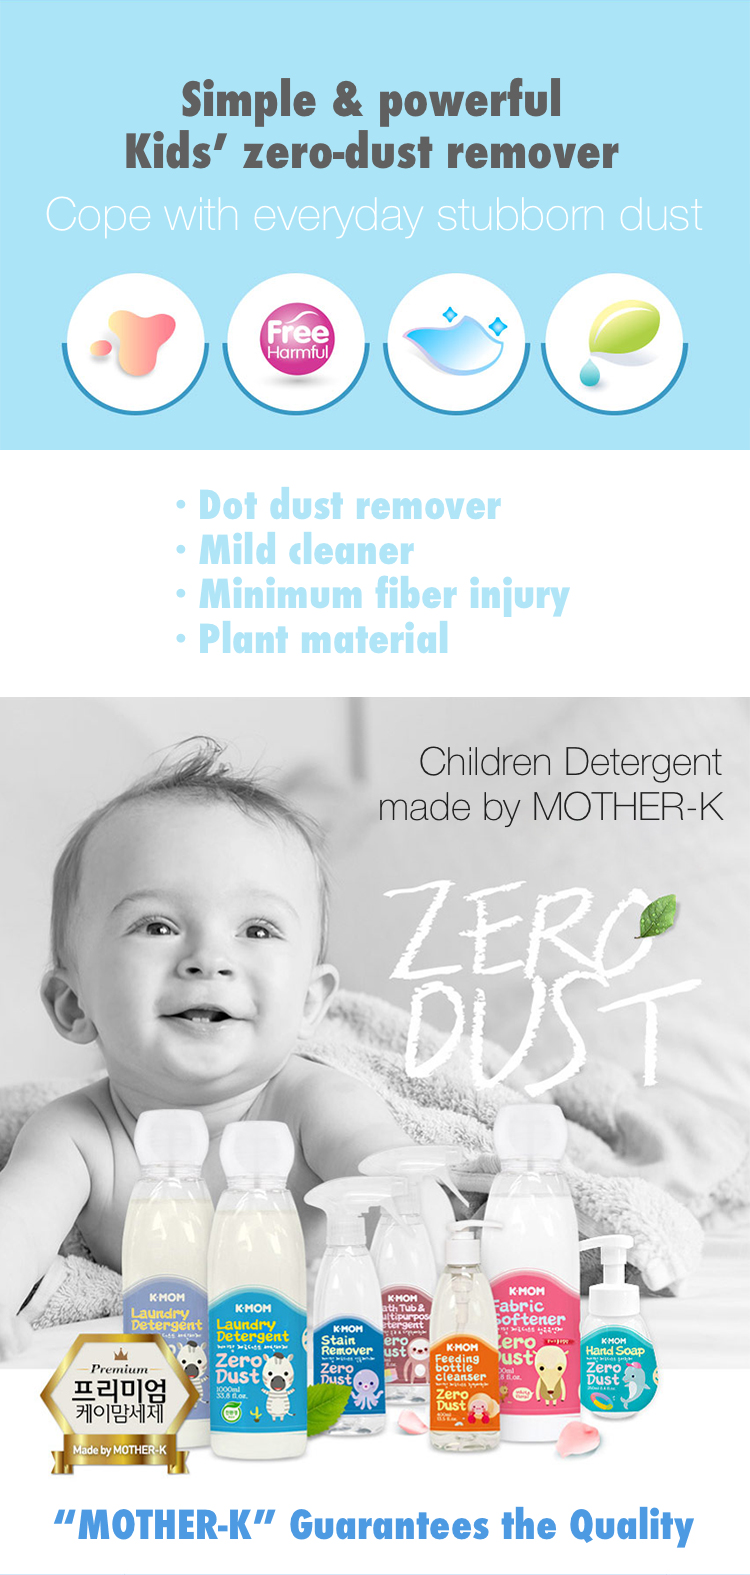 Simple & powerful
Kids’ zero-dust remover
Cope with everyday stubborn dust
Free
Harmful
· Dot dust remover
· Mild cleaner
· Minimum fiber injury
· Plant material
Children Detergent
made by MOTHER-K
ZERO
DUST
K·MOM
Laundry
Detergent
K·MOM
Laundry
Detergent
Zero
Dust
1000ml
33.8 fl. oz.
K·MOM
Stain
Remover
Zero
Dust
K·MOM
Bath Tub &
K·MOM
Feeding
bottle
cleanser
Zero
Dust
K·MOM
Fabric
Softener
Zero
Dust
K·MOM
Hand Soap
Zero
Dust
Premium
프리미엄
케이맘세제
Made by MOTHER-K
“MOTHER-K” Guarantees the Quality